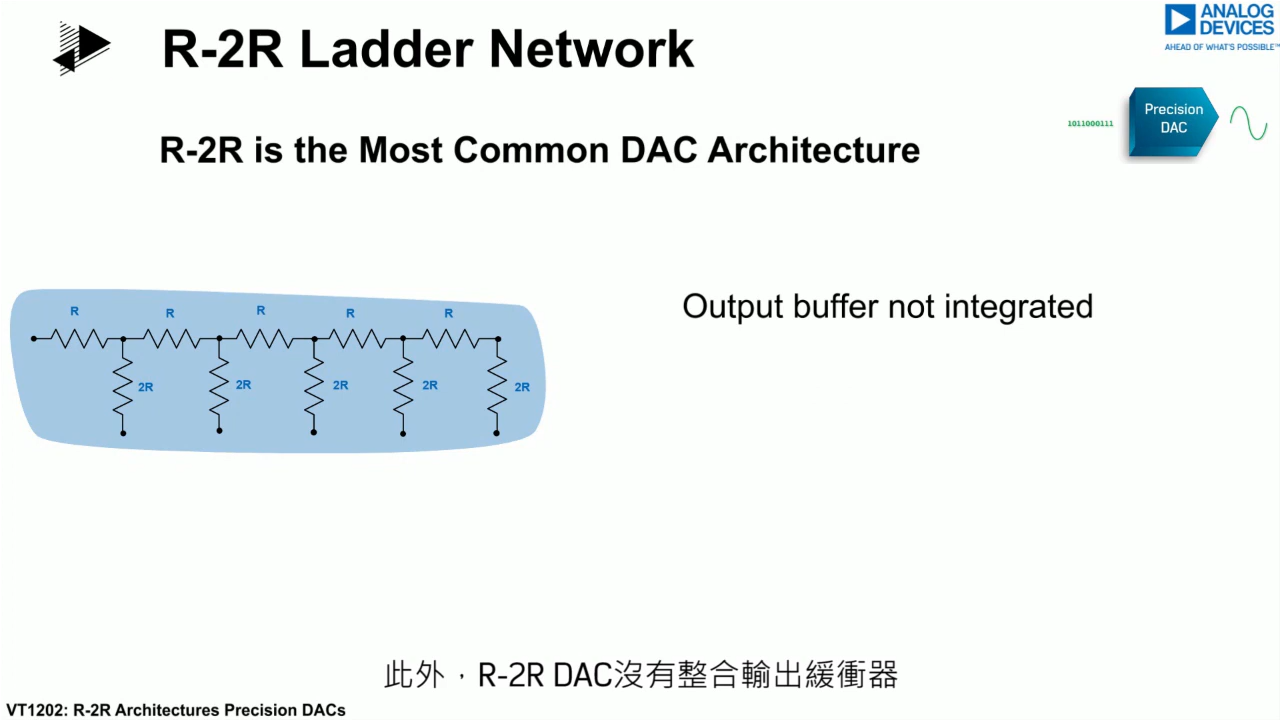 R-2R Ladder Network
ANALOG
DEVICES
AHEAD OF WHAT'S POSSIBLE™
R-2R is the Most Common DAC Architecture
1011000111
Precision
DAC
Output buffer not integrated
R R R R R
2R 2R 2R 2R 2R
此外，R-2R DAC沒有整合輸出緩衝器
VT1202: R-2R Architectures Precision DACs